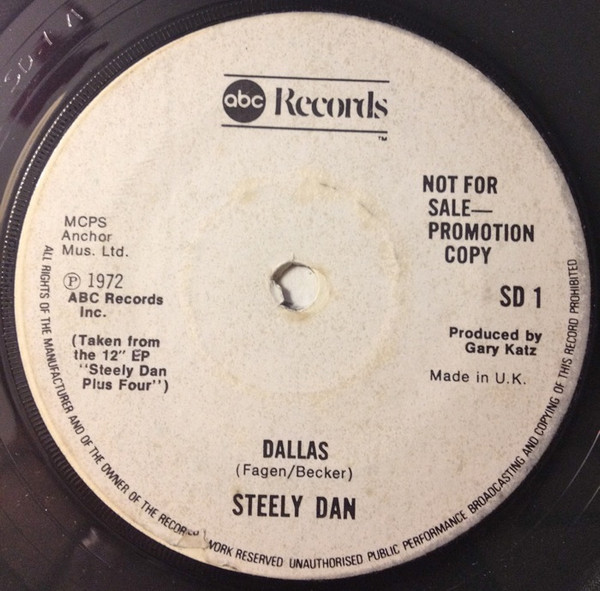 abc Records
TM
NOT FOR
SALE—
PROMOTION
COPY
MCPS
Anchor
Mus. Ltd.
Ⓟ 1972
ABC Records
Inc.
SD 1
(Taken from
the 12" EP
"Steely Dan
Plus Four")
Produced by
Gary Katz
Made in U.K.
DALLAS
(Fagen/Becker)
STEELY DAN
ALL RIGHTS OF THE MANUFACTURER AND OF THE OWNER OF THE RECORDED WORK RESERVED UNAUTHORISED PUBLIC PERFORMANCE BROADCASTING AND COPYING OF THIS RECORD PROHIBITED